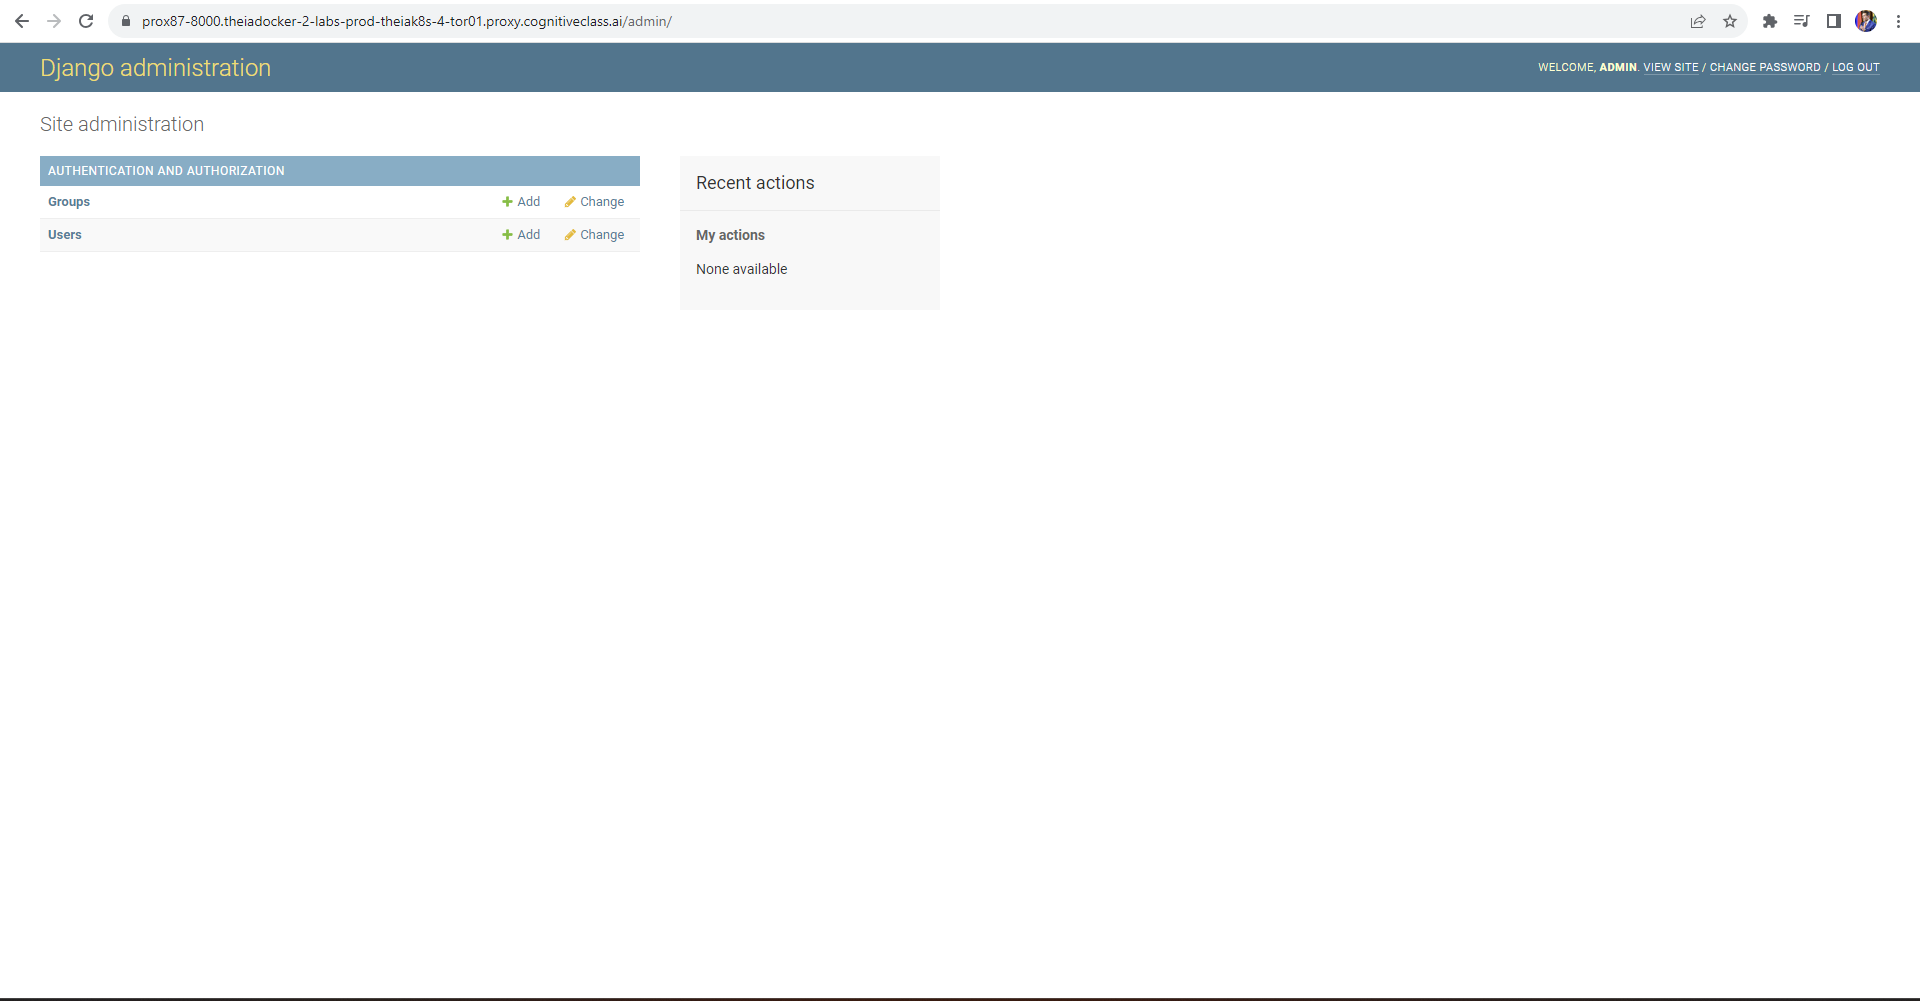 prox87-8000.theiadocker-2-labs-prod-theiak8s-4-tor01.proxy.cognitiveclass.ai/admin/
Django administration
WELCOME, ADMIN. VIEW SITE / CHANGE PASSWORD / LOG OUT
Site administration
AUTHENTICATION AND AUTHORIZATION
Groups Add Change
Users Add Change
Recent actions
My actions
None available